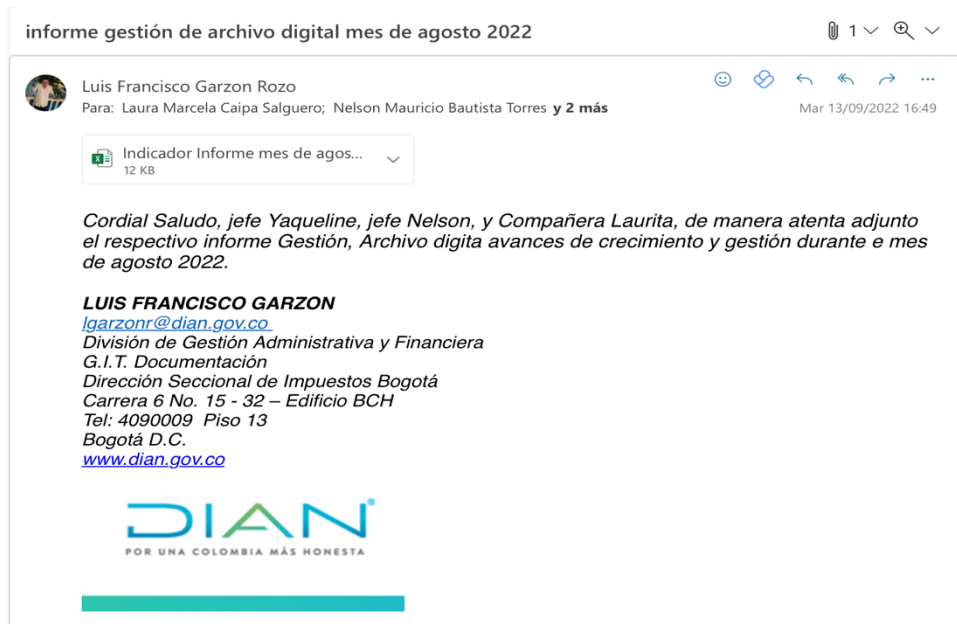 informe gestión de archivo digital mes de agosto 2022
1
Luis Francisco Garzon Rozo
Para: Laura Marcela Caipa Salguero; Nelson Mauricio Bautista Torres y 2 más
Mar 13/09/2022 16:49
Indicador Informe mes de agos...
12 KB
Cordial Saludo, jefe Yaqueline, jefe Nelson, y Compañera Laurita, de manera atenta adjunto
el respectivo informe Gestión, Archivo digita avances de crecimiento y gestión durante e mes
de agosto 2022.
LUIS FRANCISCO GARZON
lgarzonr@dian.gov.co
División de Gestión Administrativa y Financiera
G.I.T. Documentación
Dirección Seccional de Impuestos Bogotá
Carrera 6 No. 15 - 32 – Edificio BCH
Tel: 4090009  Piso 13
Bogotá D.C.
www.dian.gov.co
DIAN®
POR UNA COLOMBIA MÁS HONESTA